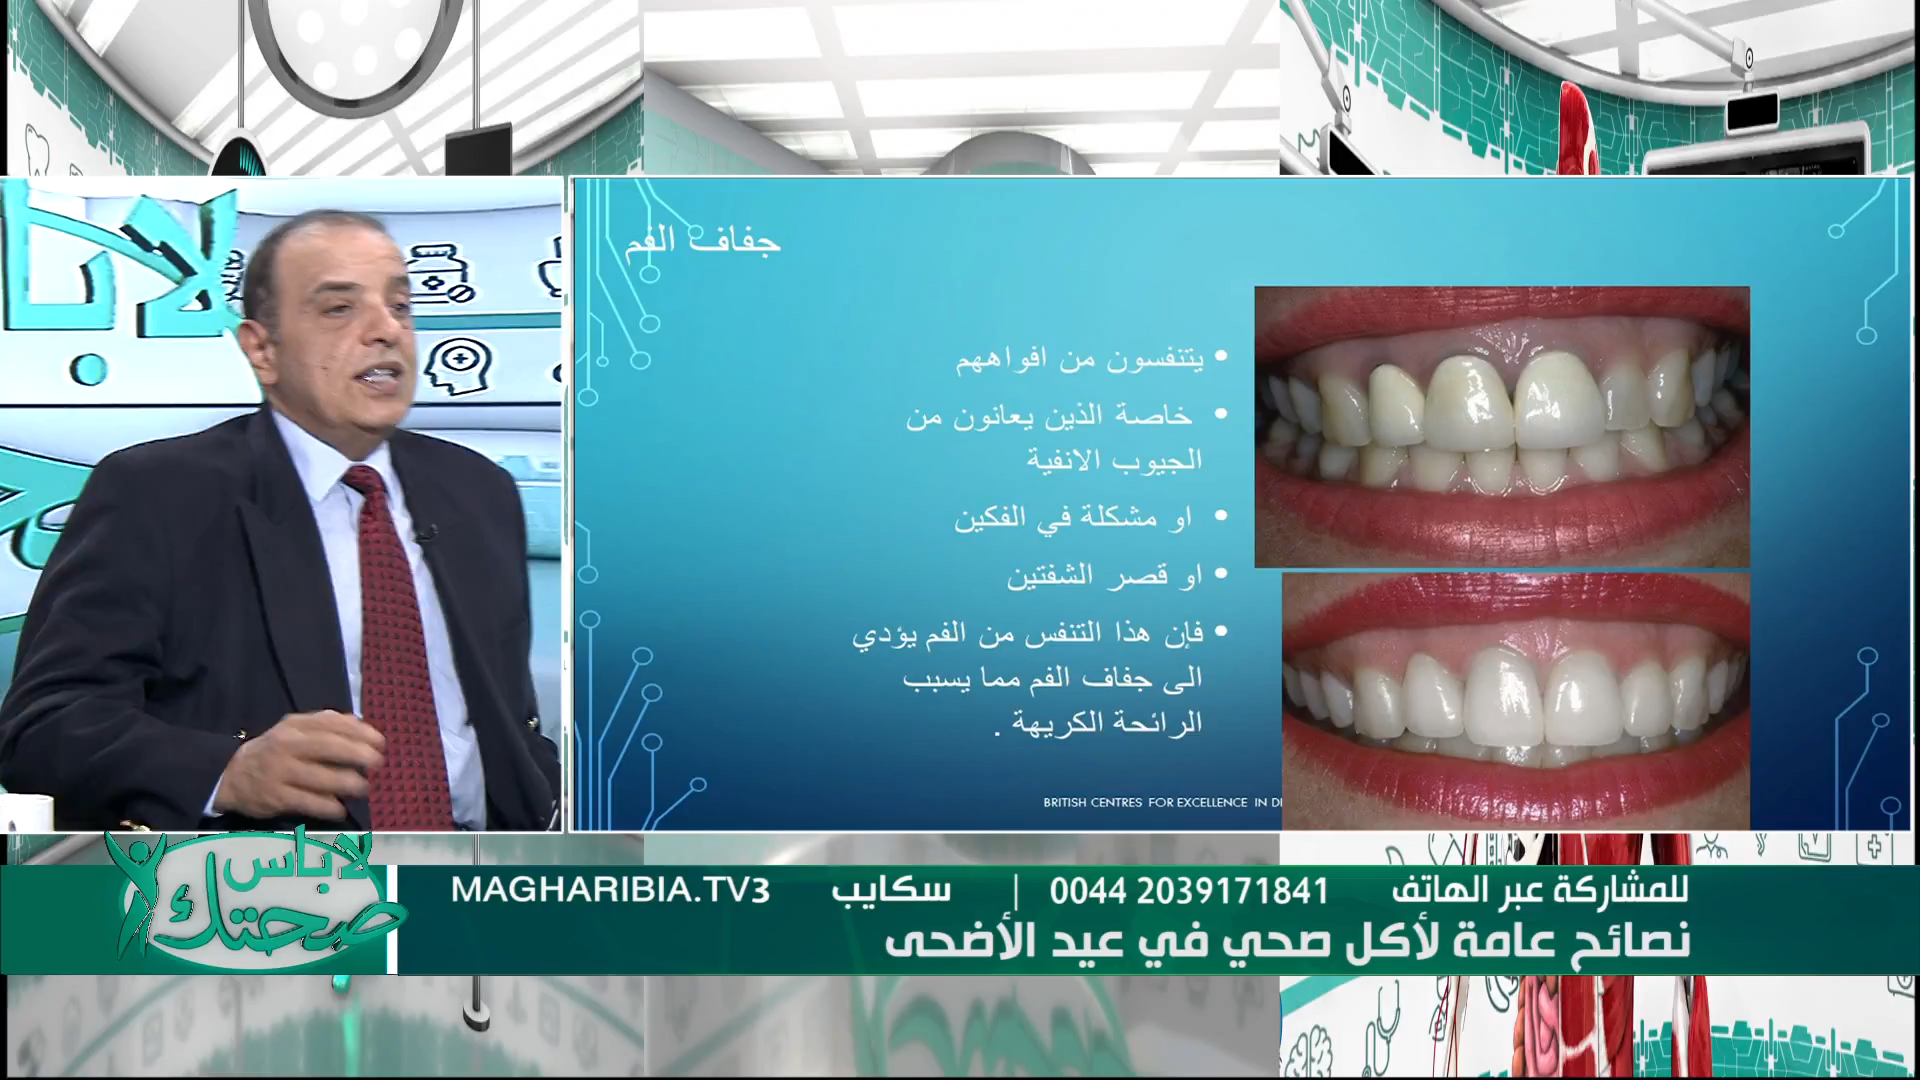 جفاف الفم
• يتنفسون من افواههم
• خاصة الذين يعانون من
الجيوب الانفية
• او مشكلة في الفكين
• او قصر الشفتين
• فإن هذا التنفس من الفم يؤدي
الى جفاف الفم مما يسبب
الرائحة الكريهة .
BRITISH CENTRES FOR EXCELLENCE IN
لاباس
صحتك
للمشاركة عبر الهاتف 0044 2039171841 | سكايب MAGHARIBIA.TV3
نصائح عامة لأكل صحي في عيد الأضحى